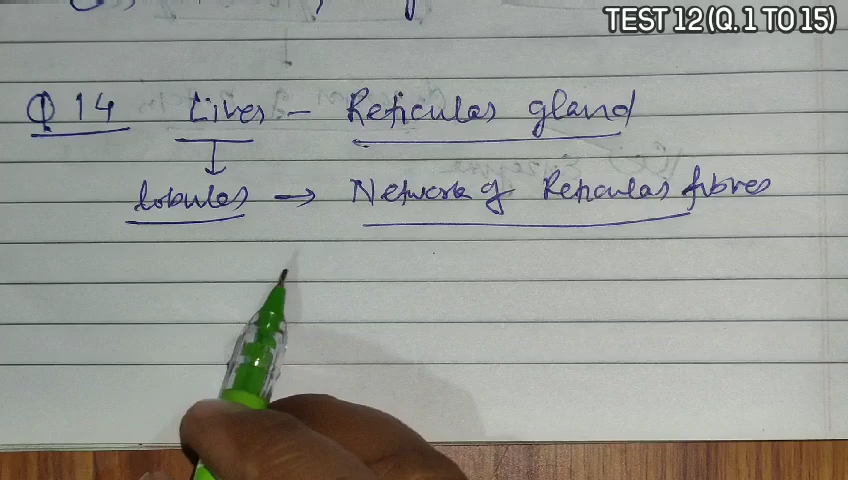 TEST 12 (Q. 1 TO 15)
Q 14 Liver - Reticular gland
lobules → Network of Reticular fibres